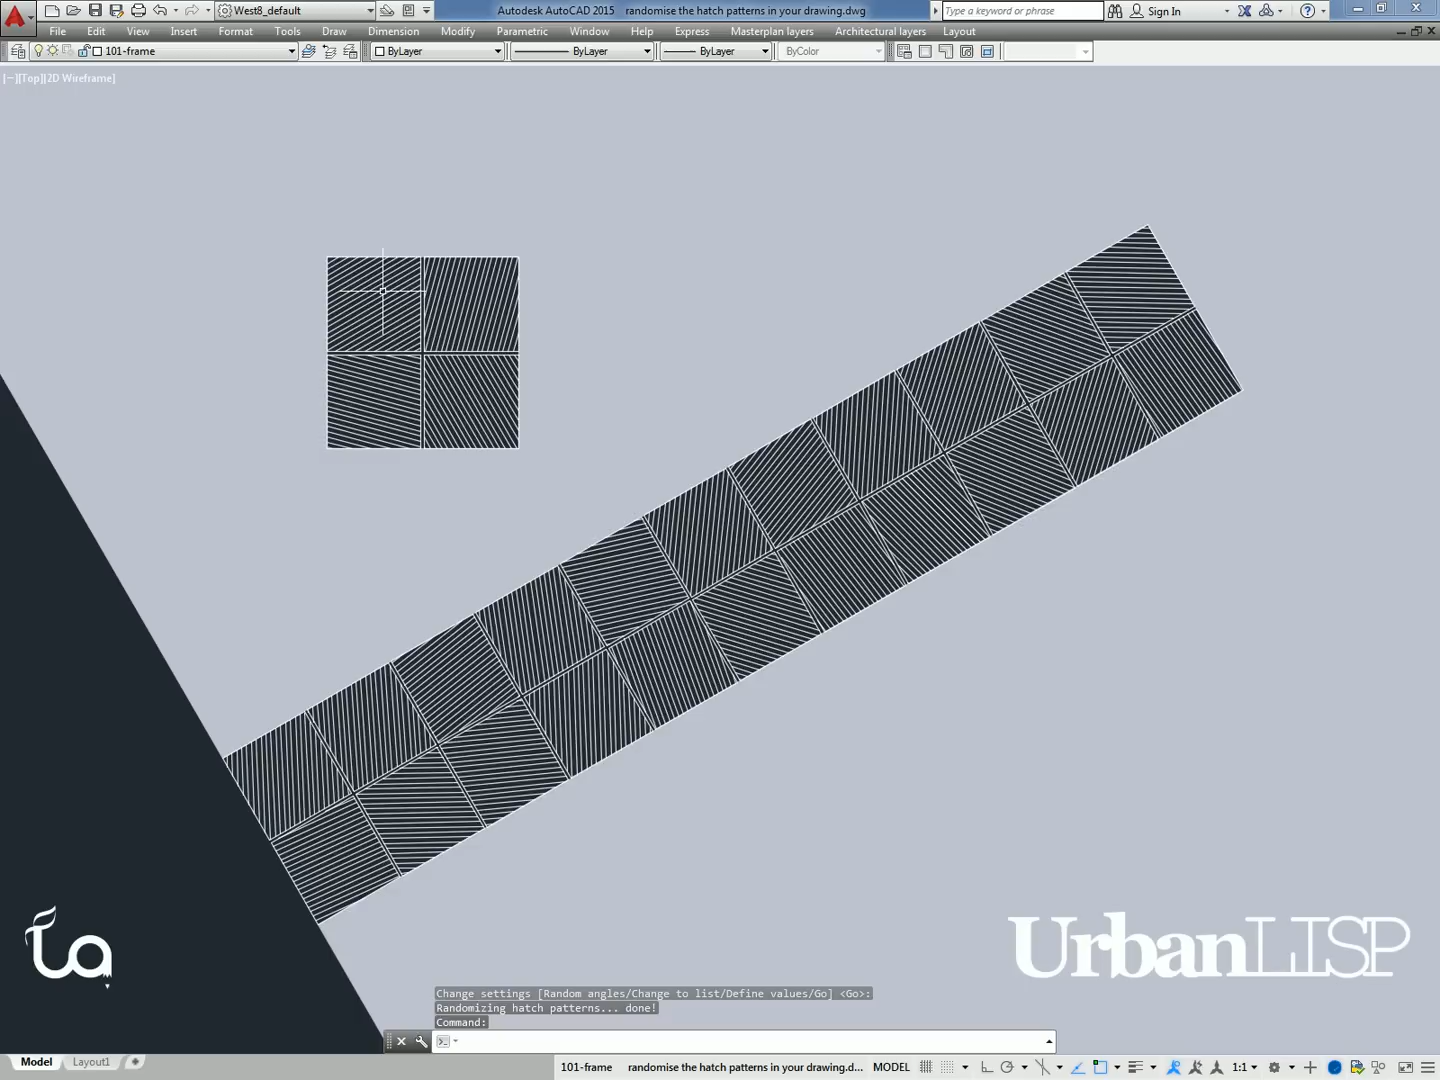 West8_default
Autodesk AutoCAD 2015 randomise the hatch patterns in your drawing.dwg
Type a keyword or phrase
Sign In
File Edit View Insert Format Tools Draw Dimension Modify Parametric Window Help Express Masterplan layers Architectural layers Layout
101-frame
ByLayer
ByLayer
ByLayer
ByColor
[−][Top][2D Wireframe]
UrbanLISP
Change settings [Random angles/Change to list/Define values/Go] <Go>:
Randomizing hatch patterns... done!
Command:
Model Layout1
101-frame randomise the hatch patterns in your drawing.d... MODEL 1:1